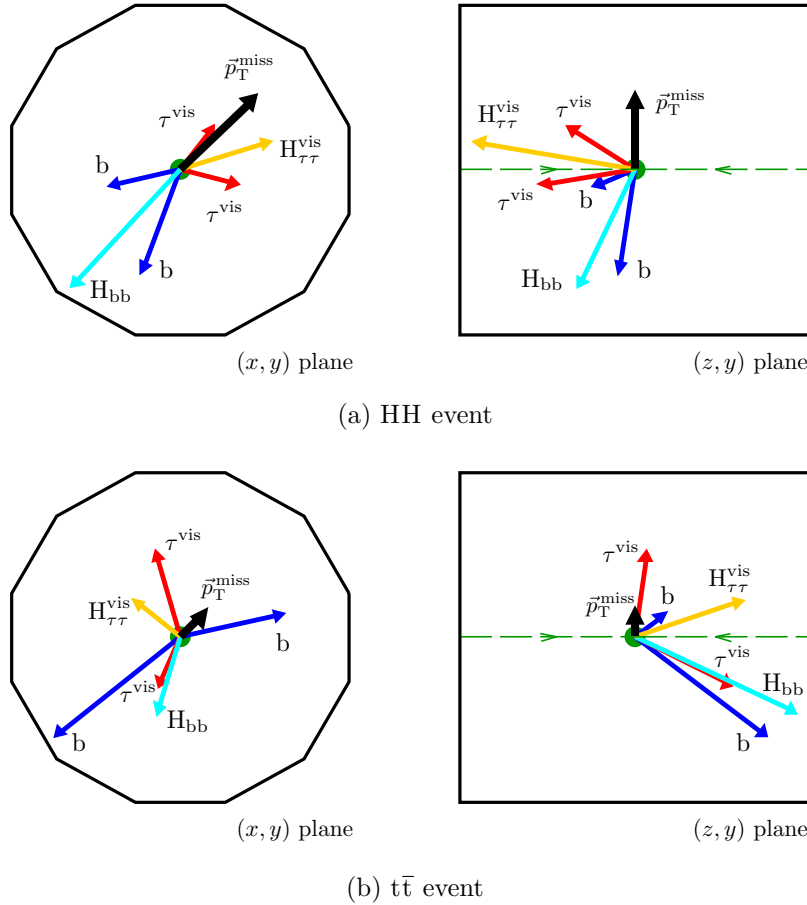 p⃗_T^miss
τ^vis
H_ττ^vis
b
τ^vis
b
H_bb
(x, y) plane
τ^vis
p⃗_T^miss
H_ττ^vis
τ^vis
b
H_bb
b
(z, y) plane
(a) HH event
τ^vis
p⃗_T^miss
H_ττ^vis
b
τ^vis
H_bb
b
(x, y) plane
τ^vis
H_ττ^vis
p⃗_T^miss
b
τ^vis
H_bb
b
(z, y) plane
(b) tt̄ event